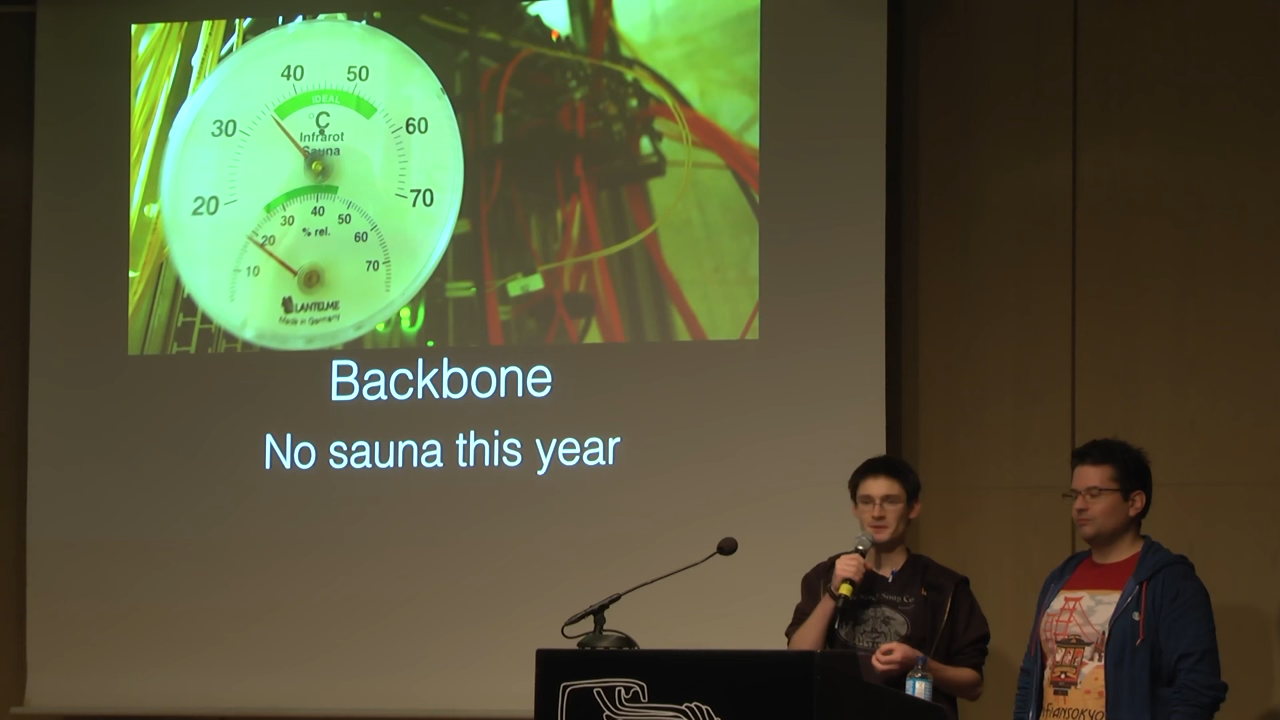 40 50
IDEAL
30 °C 60
Infrarot
Sauna
20 70
30 40 50
20 % rel. 60
10 70
LANTELME
Made in Germany
Backbone
No sauna this year
FRANSOKYO